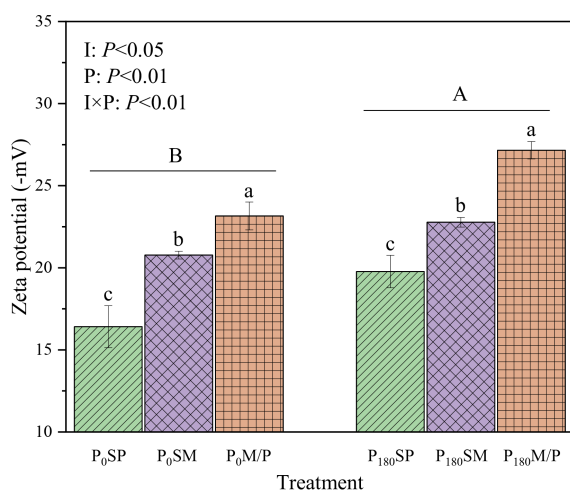 35
30
25
20
15
10
Zeta potential (-mV)
I: P<0.05
P: P<0.01
I×P: P<0.01
B
A
c
b
a
c
b
a
P₀SP
P₀SM
P₀M/P
P₁₈₀SP
P₁₈₀SM
P₁₈₀M/P
Treatment